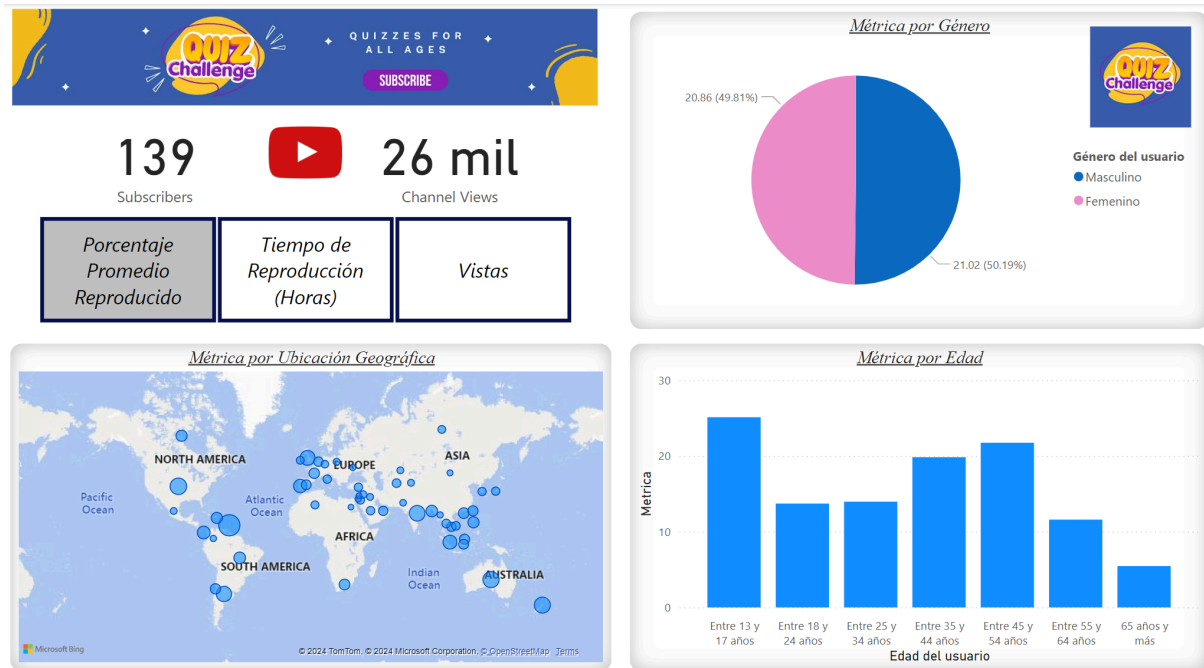 QUIZ
Challenge
QUIZZES FOR
ALL AGES
SUBSCRIBE
139
Subscribers
26 mil
Channel Views
Porcentaje
Promedio
Reproducido
Tiempo de
Reproducción
(Horas)
Vistas
Métrica por Género
20.86 (49.81%)
21.02 (50.19%)
QUIZ
Challenge
Género del usuario
Masculino
Femenino
Métrica por Ubicación Geográfica
NORTH AMERICA
EUROPE
ASIA
Pacific
Ocean
Atlantic
Ocean
AFRICA
SOUTH AMERICA
Indian
Ocean
AUSTRALIA
Microsoft Bing
© 2024 TomTom, © 2024 Microsoft Corporation, © OpenStreetMap Terms
Métrica por Edad
Métrica
30
20
10
0
Entre 13 y
17 años
Entre 18 y
24 años
Entre 25 y
34 años
Entre 35 y
44 años
Entre 45 y
54 años
Entre 55 y
64 años
65 años y
más
Edad del usuario